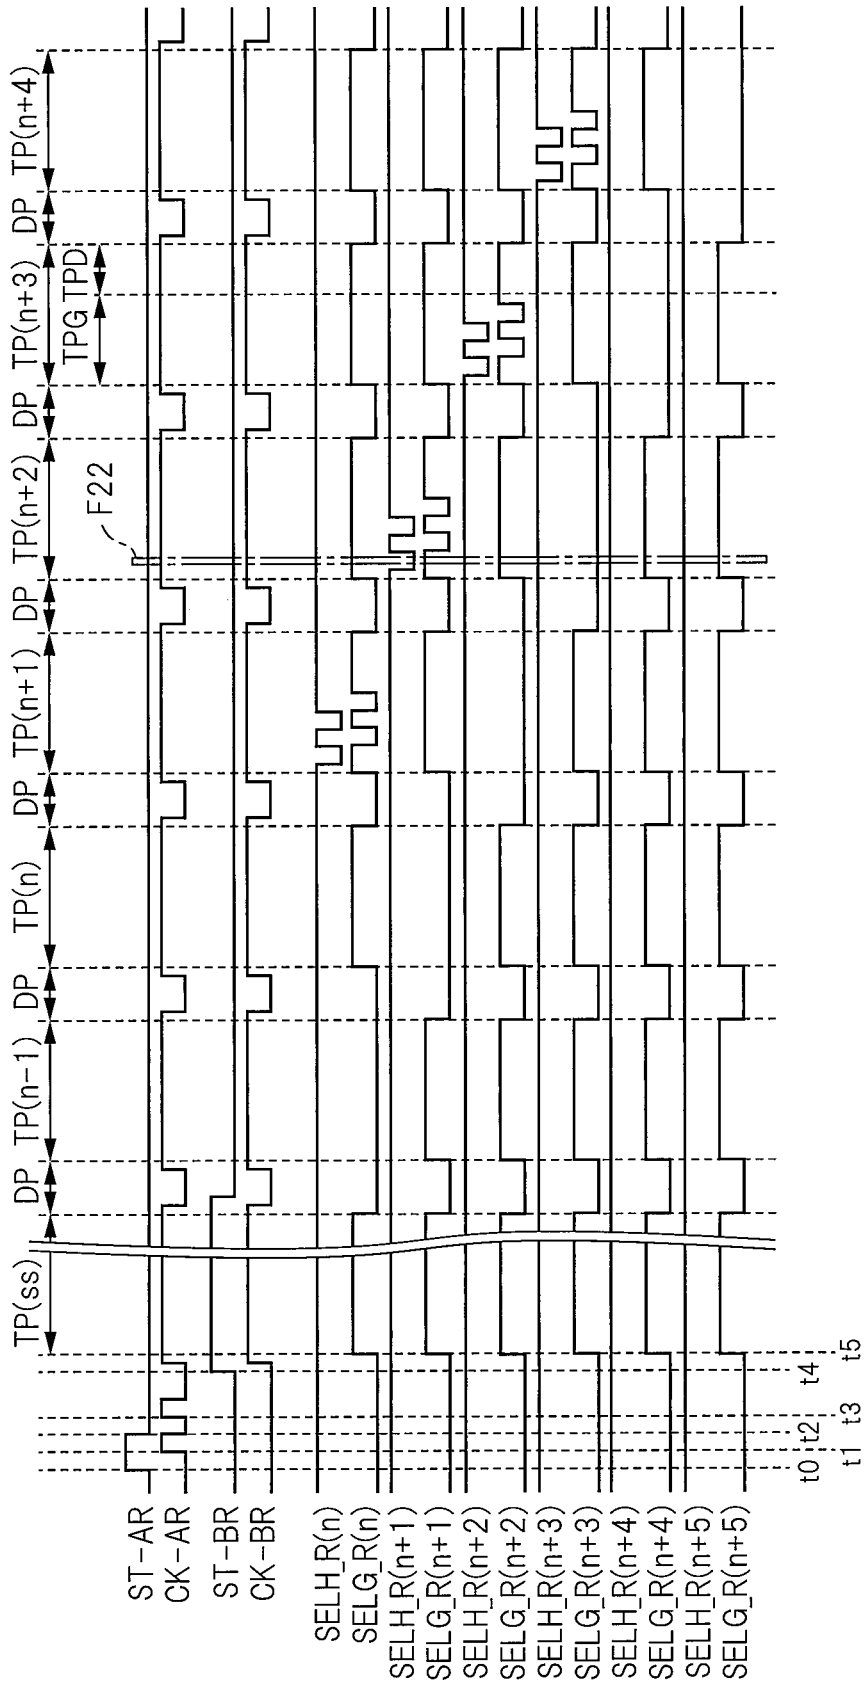 TP(ss) DP TP(n-1) DP TP(n) DP TP(n+1) DP TP(n+2) DP TP(n+3) DP TP(n+4)
TPG TPD
F22
ST-AR
CK-AR
ST-BR
CK-BR
SELH_R(n)
SELG_R(n)
SELH_R(n+1)
SELG_R(n+1)
SELH_R(n+2)
SELG_R(n+2)
SELH_R(n+3)
SELG_R(n+3)
SELH_R(n+4)
SELG_R(n+4)
SELH_R(n+5)
SELG_R(n+5)
t0 t2 t4
t1 t3 t5